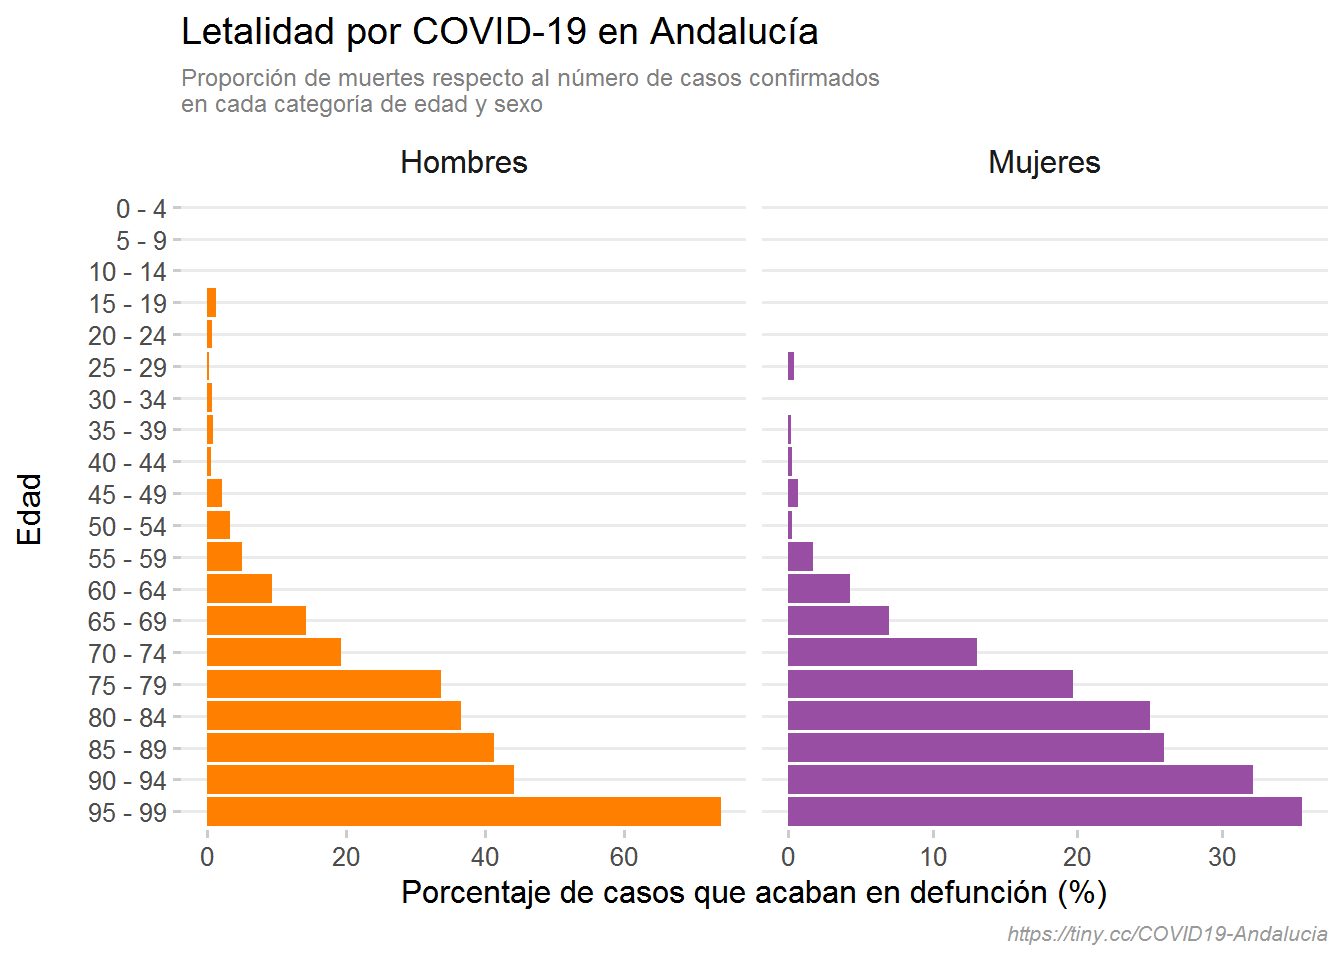 Letalidad por COVID-19 en Andalucía
Proporción de muertes respecto al número de casos confirmados
en cada categoría de edad y sexo
Hombres
Mujeres
Edad
0 - 4
5 - 9
10 - 14
15 - 19
20 - 24
25 - 29
30 - 34
35 - 39
40 - 44
45 - 49
50 - 54
55 - 59
60 - 64
65 - 69
70 - 74
75 - 79
80 - 84
85 - 89
90 - 94
95 - 99
0 20 40 60
0 10 20 30
Porcentaje de casos que acaban en defunción (%)
https://tiny.cc/COVID19-Andalucia